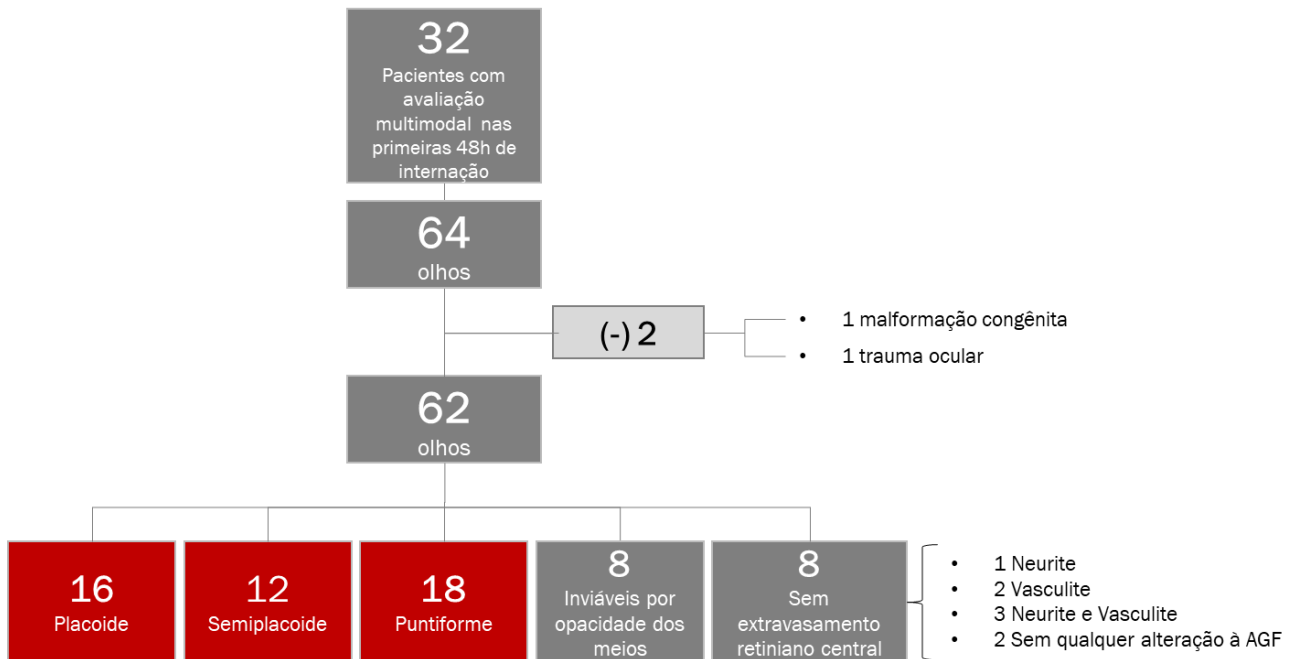 32
Pacientes com
avaliação
multimodal nas
primeiras 48h de
internação
64
olhos
(-) 2
• 1 malformação congênita
• 1 trauma ocular
62
olhos
16
Placoide
12
Semiplacoide
18
Puntiforme
8
Inviáveis por
opacidade dos
meios
8
Sem
extravasamento
retiniano central
• 1 Neurite
• 2 Vasculite
• 3 Neurite e Vasculite
• 2 Sem qualquer alteração à AGF